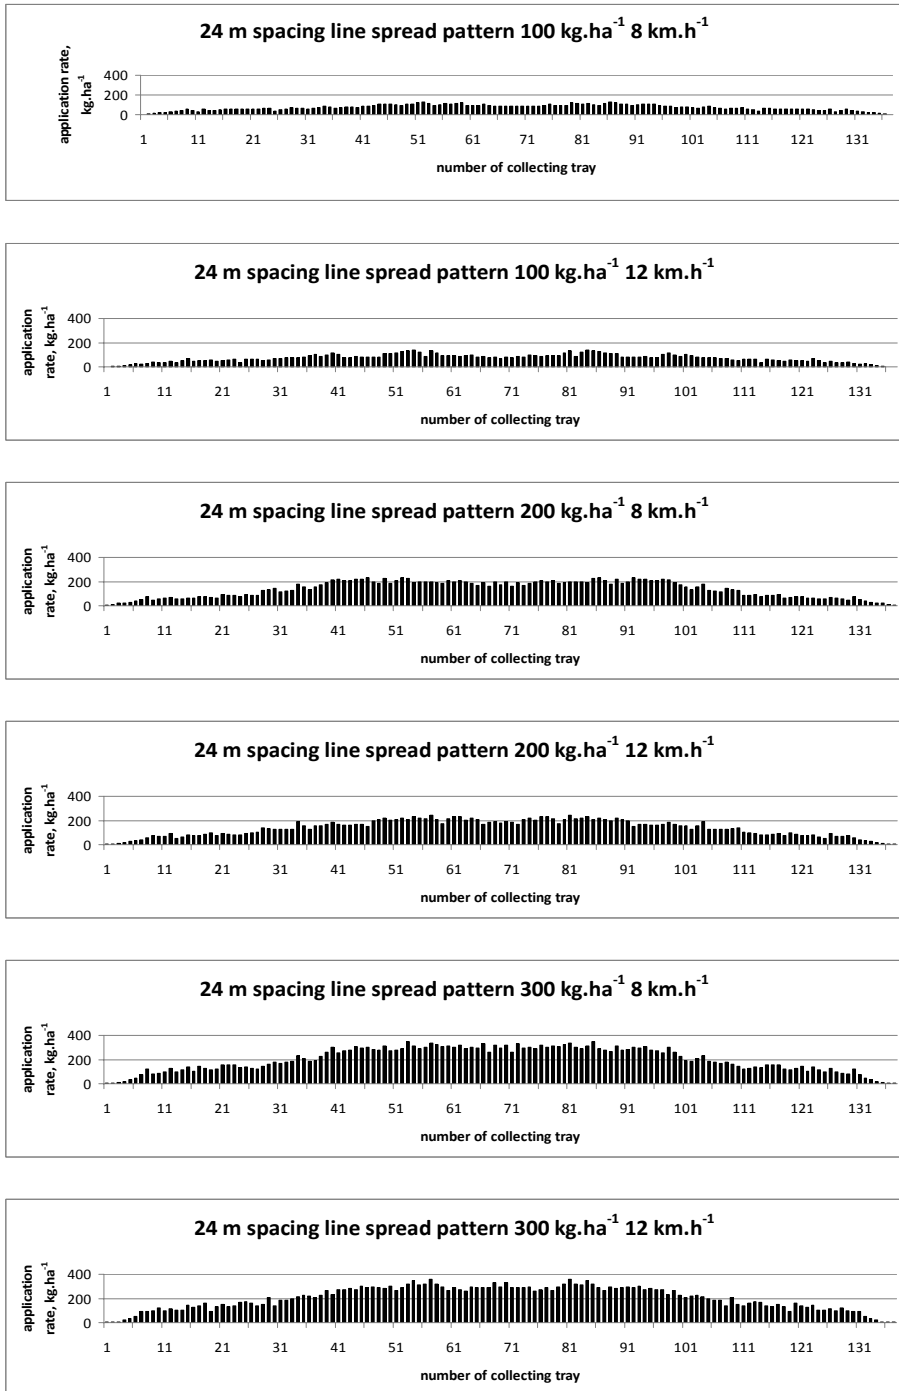 24 m spacing line spread pattern 100 kg.ha⁻¹ 8 km.h⁻¹
application rate,
kg.ha⁻¹
400
200
0
1 11 21 31 41 51 61 71 81 91 101 111 121 131
number of collecting tray
24 m spacing line spread pattern 100 kg.ha⁻¹ 12 km.h⁻¹
application
rate, kg.ha⁻¹
400
200
0
1 11 21 31 41 51 61 71 81 91 101 111 121 131
number of collecting tray
24 m spacing line spread pattern 200 kg.ha⁻¹ 8 km.h⁻¹
application
rate, kg.ha⁻¹
400
200
0
1 11 21 31 41 51 61 71 81 91 101 111 121 131
number of collecting tray
24 m spacing line spread pattern 200 kg.ha⁻¹ 12 km.h⁻¹
application
rate, kg.ha⁻¹
400
200
0
1 11 21 31 41 51 61 71 81 91 101 111 121 131
number of collecting tray
24 m spacing line spread pattern 300 kg.ha⁻¹ 8 km.h⁻¹
application
rate, kg.ha⁻¹
400
200
0
1 11 21 31 41 51 61 71 81 91 101 111 121 131
number of collecting tray
24 m spacing line spread pattern 300 kg.ha⁻¹ 12 km.h⁻¹
application
rate, kg.ha⁻¹
400
200
0
1 11 21 31 41 51 61 71 81 91 101 111 121 131
number of collecting tray